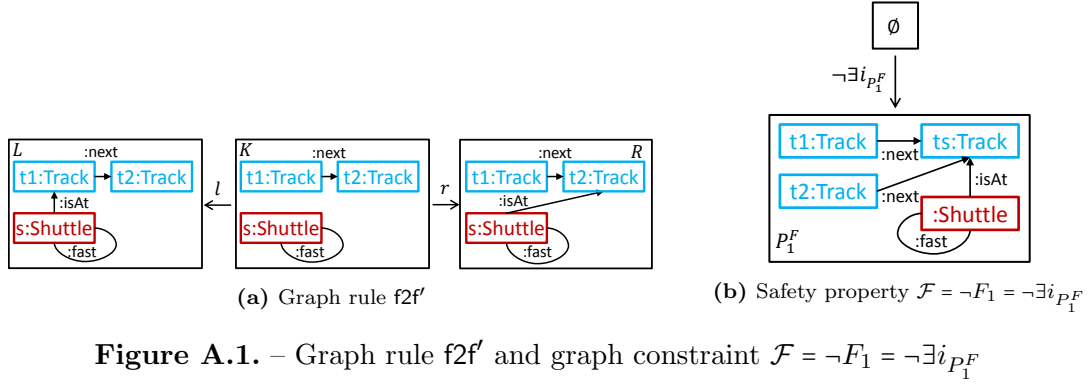 ∅
¬∃i_{P_1^F}
L
:next
t1:Track
t2:Track
:isAt
s:Shuttle
:fast
l
K
:next
t1:Track
t2:Track
s:Shuttle
:fast
r
R
:next
t1:Track
t2:Track
:isAt
s:Shuttle
:fast
t1:Track
ts:Track
:next
t2:Track
:next
:isAt
:Shuttle
:fast
P_1^F
(a) Graph rule f2f′
(b) Safety property ℱ = ¬F_1 = ¬∃i_{P_1^F}
Figure A.1. – Graph rule f2f′ and graph constraint ℱ = ¬F_1 = ¬∃i_{P_1^F}